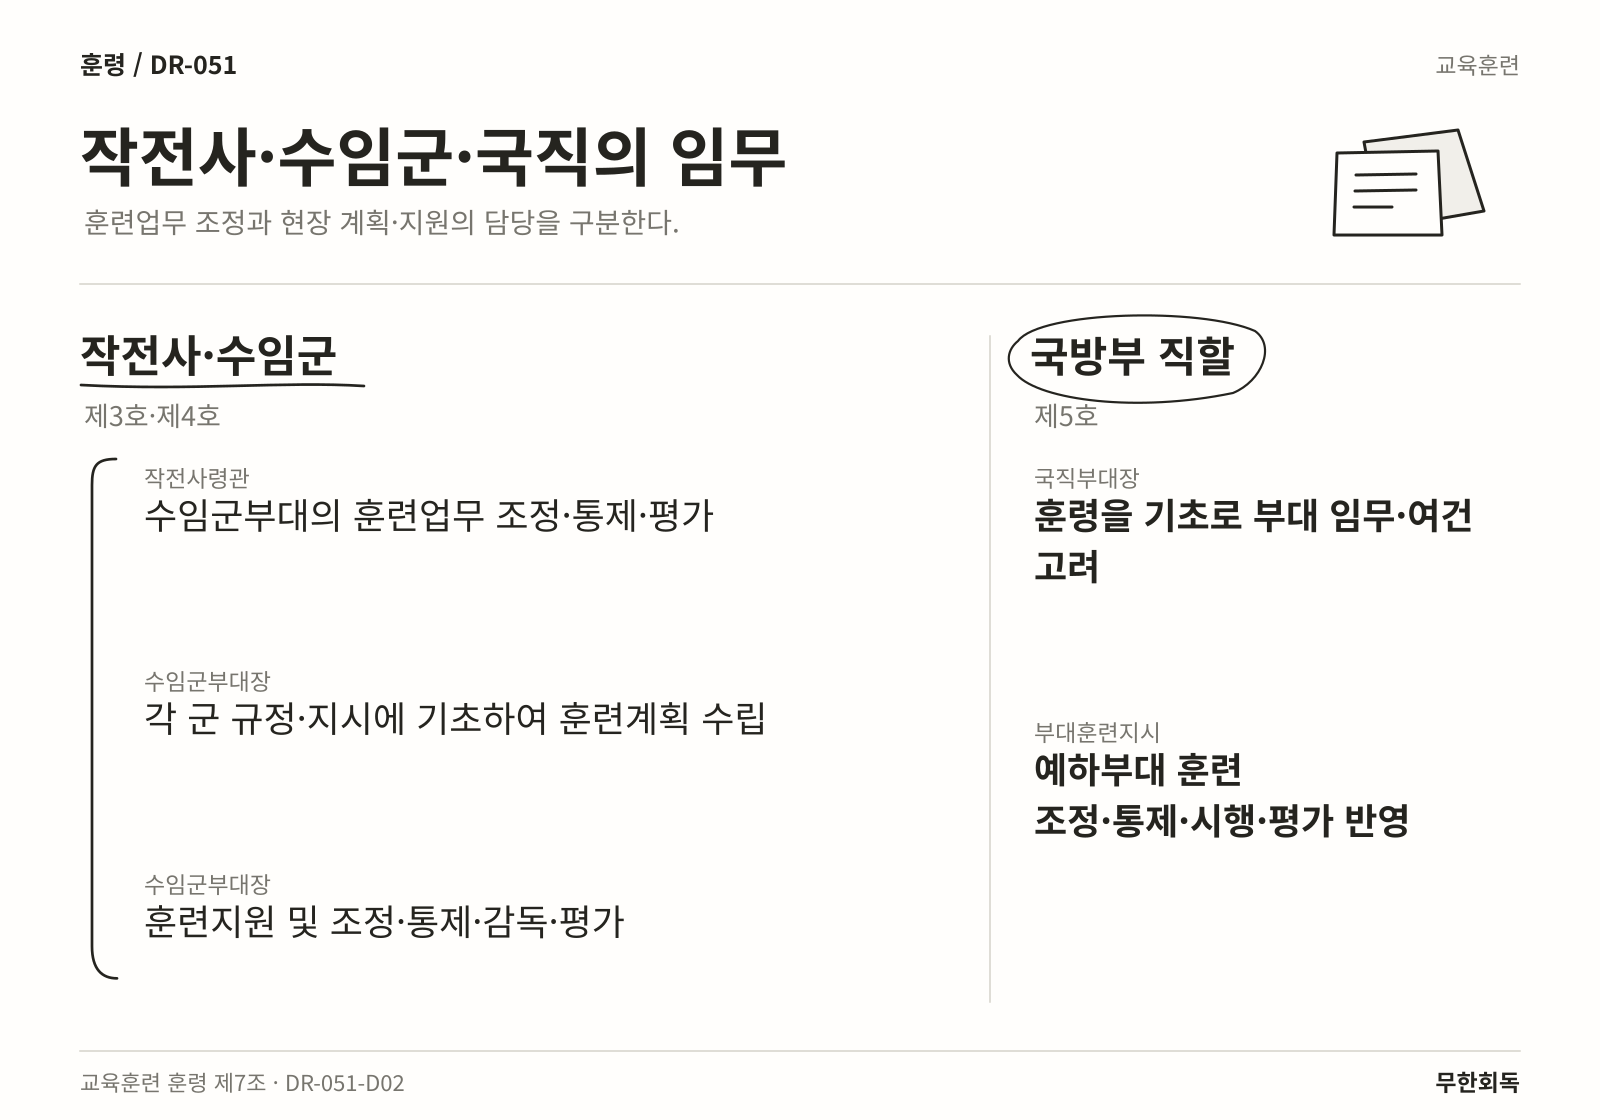 훈령 / DR-051
교육훈련
작전사·수임군·국직의 임무
훈련업무 조정과 현장 계획·지원의 담당을 구분한다.
작전사·수임군
제3호·제4호
작전사령관
수임군부대의 훈련업무 조정·통제·평가
수임군부대장
각 군 규정·지시에 기초하여 훈련계획 수립
수임군부대장
훈련지원 및 조정·통제·감독·평가
국방부 직할
제5호
국직부대장
훈령을 기초로 부대 임무·여건
고려
부대훈련지시
예하부대 훈련
조정·통제·시행·평가 반영
교육훈련 훈령 제7조 · DR-051-D02
무한회독